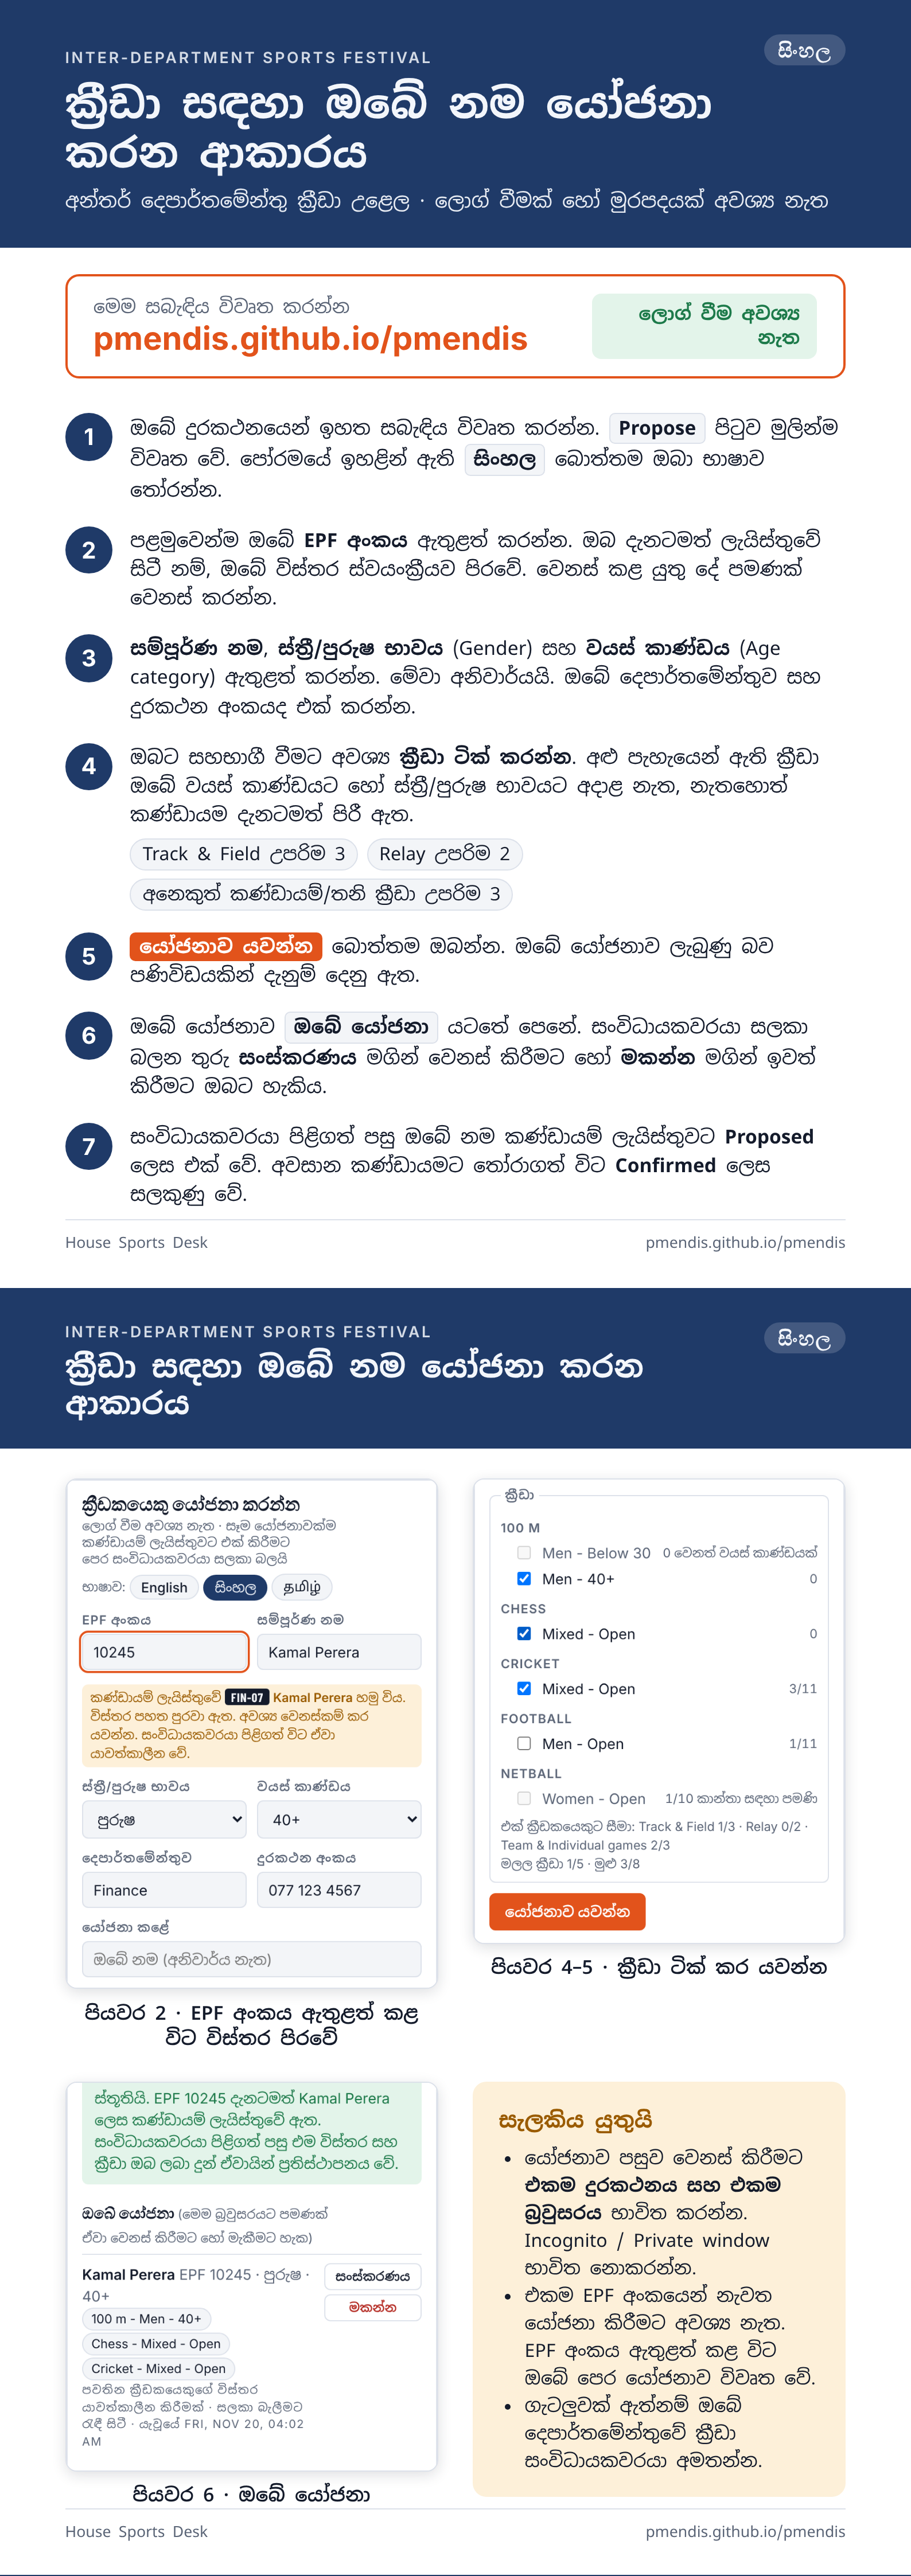 INTER-DEPARTMENT SPORTS FESTIVAL
සිංහල
ක්‍රීඩා සඳහා ඔබේ නම යෝජනා
කරන ආකාරය
අන්තර් දෙපාර්තමේන්තු ක්‍රීඩා උළෙල · ලොග් වීමක් හෝ මුරපදයක් අවශ්‍ය නැත
මෙම සබැඳිය විවෘත කරන්න
pmendis.github.io/pmendis
ලොග් වීම අවශ්‍ය
නැත
1
ඔබේ දුරකථනයෙන් ඉහත සබැඳිය විවෘත කරන්න. Propose පිටුව මුලින්ම
විවෘත වේ. පෝරමයේ ඉහළින් ඇති සිංහල බොත්තම ඔබා භාෂාව
තෝරන්න.
2
පළමුවෙන්ම ඔබේ EPF අංකය ඇතුළත් කරන්න. ඔබ දැනටමත් ලැයිස්තුවේ
සිටී නම්, ඔබේ විස්තර ස්වයංක්‍රීයව පිරවේ. වෙනස් කළ යුතු දේ පමණක්
වෙනස් කරන්න.
3
සම්පූර්ණ නම, ස්ත්‍රී/පුරුෂ භාවය (Gender) සහ වයස් කාණ්ඩය (Age
category) ඇතුළත් කරන්න. මේවා අනිවාර්යයි. ඔබේ දෙපාර්තමේන්තුව සහ
දුරකථන අංකයද එක් කරන්න.
4
ඔබට සහභාගී වීමට අවශ්‍ය ක්‍රීඩා ටික් කරන්න. අළු පැහැයෙන් ඇති ක්‍රීඩා
ඔබේ වයස් කාණ්ඩයට හෝ ස්ත්‍රී/පුරුෂ භාවයට අදාළ නැත, නැතහොත්
කණ්ඩායම දැනටමත් පිරී ඇත.
Track & Field උපරිම 3
Relay උපරිම 2
අනෙකුත් කණ්ඩායම්/තනි ක්‍රීඩා උපරිම 3
5
යෝජනාව යවන්න බොත්තම ඔබන්න. ඔබේ යෝජනාව ලැබුණු බව
පණිවිඩයකින් දැනුම් දෙනු ඇත.
6
ඔබේ යෝජනාව ඔබේ යෝජනා යටතේ පෙනේ. සංවිධායකවරයා සලකා
බලන තුරු සංස්කරණය මගින් වෙනස් කිරීමට හෝ මකන්න මගින් ඉවත්
කිරීමට ඔබට හැකිය.
7
සංවිධායකවරයා පිළිගත් පසු ඔබේ නම කණ්ඩායම් ලැයිස්තුවට Proposed
ලෙස එක් වේ. අවසාන කණ්ඩායමට තෝරාගත් විට Confirmed ලෙස
සලකුණු වේ.
House Sports Desk
pmendis.github.io/pmendis
INTER-DEPARTMENT SPORTS FESTIVAL
සිංහල
ක්‍රීඩා සඳහා ඔබේ නම යෝජනා කරන
ආකාරය
ක්‍රීඩකයෙකු යෝජනා කරන්න
ලොග් වීම අවශ්‍ය නැත · සෑම යෝජනාවක්ම
කණ්ඩායම් ලැයිස්තුවට එක් කිරීමට
පෙර සංවිධායකවරයා සලකා බලයි
භාෂාව: English සිංහල தமிழ்
EPF අංකය
සම්පූර්ණ නම
10245
Kamal Perera
කණ්ඩායම් ලැයිස්තුවේ FIN-07 Kamal Perera හමු විය.
විස්තර පහත පුරවා ඇත. අවශ්‍ය වෙනස්කම් කර
යවන්න. සංවිධායකවරයා පිළිගත් විට ඒවා
යාවත්කාලීන වේ.
ස්ත්‍රී/පුරුෂ භාවය
වයස් කාණ්ඩය
පුරුෂ
40+
දෙපාර්තමේන්තුව
දුරකථන අංකය
Finance
077 123 4567
යෝජනා කළේ
ඔබේ නම (අනිවාර්ය නැත)
පියවර 2 · EPF අංකය ඇතුළත් කළ
විට විස්තර පිරවේ
ක්‍රීඩා
100 M
Men - Below 30 0 වෙනත් වයස් කාණ්ඩයක්
Men - 40+ 0
CHESS
Mixed - Open 0
CRICKET
Mixed - Open 3/11
FOOTBALL
Men - Open 1/11
NETBALL
Women - Open 1/10 කාන්තා සඳහා පමණි
එක් ක්‍රීඩකයෙකුට සීමා: Track & Field 1/3 · Relay 0/2 ·
Team & Individual games 2/3
මලල ක්‍රීඩා 1/5 · මුළු 3/8
යෝජනාව යවන්න
පියවර 4–5 · ක්‍රීඩා ටික් කර යවන්න
ස්තූතියි. EPF 10245 දැනටමත් Kamal Perera
ලෙස කණ්ඩායම් ලැයිස්තුවේ ඇත.
සංවිධායකවරයා පිළිගත් පසු එම විස්තර සහ
ක්‍රීඩා ඔබ ලබා දුන් ඒවායින් ප්‍රතිස්ථාපනය වේ.
ඔබේ යෝජනා (මෙම බ්‍රවුසරයට පමණක්
ඒවා වෙනස් කිරීමට හෝ මැකීමට හැක)
Kamal Perera EPF 10245 · පුරුෂ ·
40+
සංස්කරණය
මකන්න
100 m - Men - 40+
Chess - Mixed - Open
Cricket - Mixed - Open
පවතින ක්‍රීඩකයෙකුගේ විස්තර
යාවත්කාලීන කිරීමක් · සලකා බැලීමට
රැඳී සිටී · යැවූයේ FRI, NOV 20, 04:02
AM
පියවර 6 · ඔබේ යෝජනා
සැලකිය යුතුයි
• යෝජනාව පසුව වෙනස් කිරීමට
එකම දුරකථනය සහ එකම
බ්‍රවුසරය භාවිත කරන්න.
Incognito / Private window
භාවිත නොකරන්න.
• එකම EPF අංකයෙන් නැවත
යෝජනා කිරීමට අවශ්‍ය නැත.
EPF අංකය ඇතුළත් කළ විට
ඔබේ පෙර යෝජනාව විවෘත වේ.
• ගැටලුවක් ඇත්නම් ඔබේ
දෙපාර්තමේන්තුවේ ක්‍රීඩා
සංවිධායකවරයා අමතන්න.
House Sports Desk
pmendis.github.io/pmendis